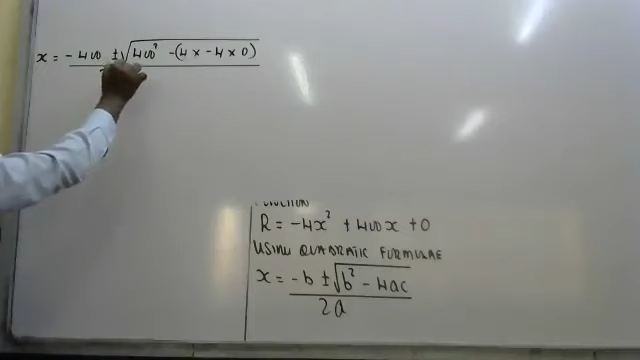 x = -400 ±√400² -(4 x -4 x 0)
R = -4x² + 400x + 0
USING QUADRATIC FORMULAE
x = -b ±√b² - 4ac
2a